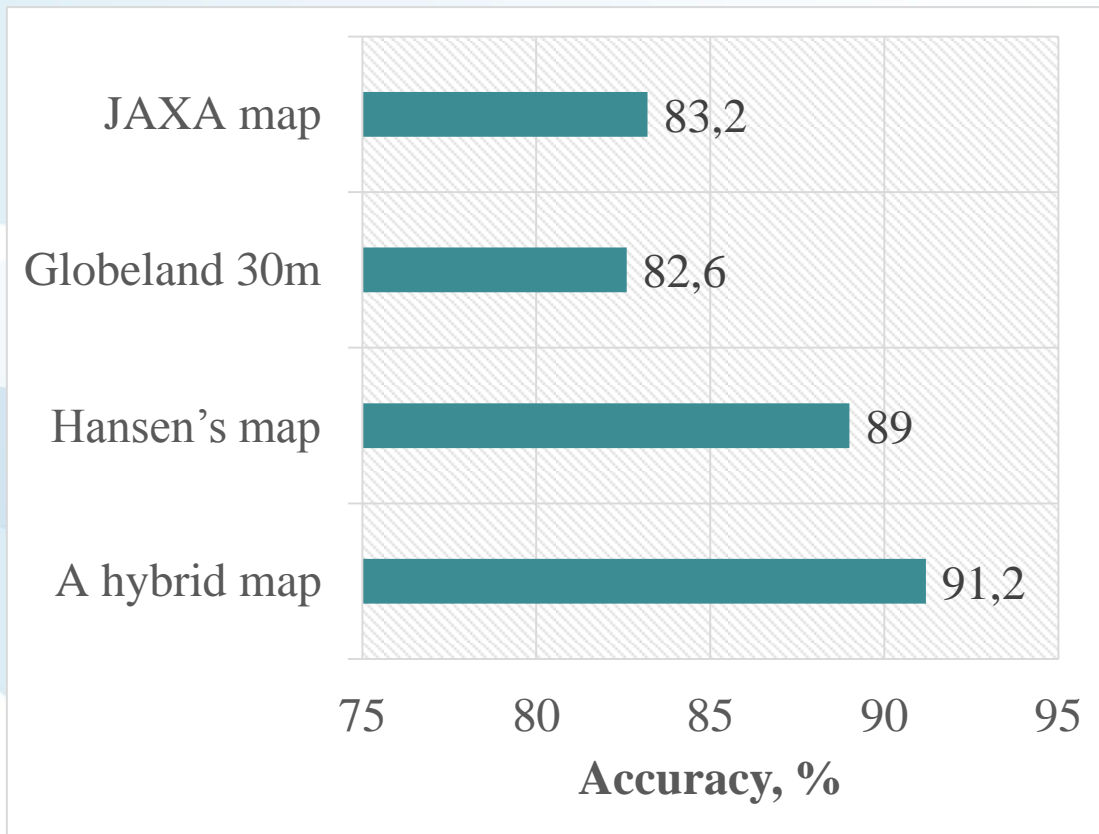 JAXA map 83,2
Globeland 30m 82,6
Hansen’s map 89
A hybrid map 91,2
75 80 85 90 95
Accuracy, %